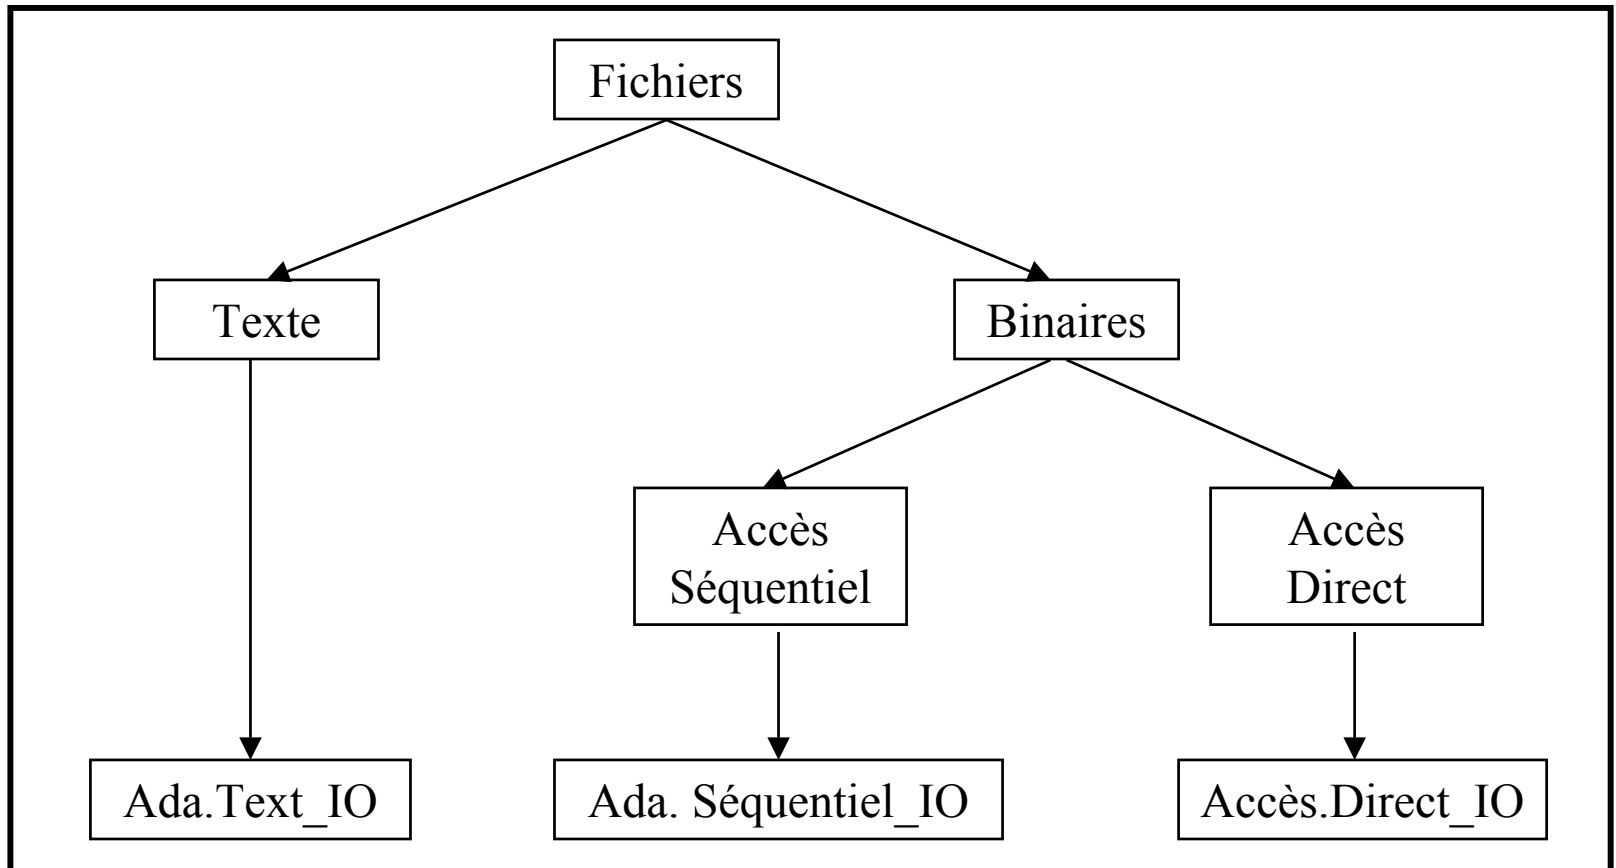 Fichiers
Texte
Binaires
Accès
Séquentiel
Accès
Direct
Ada.Text_IO
Ada. Séquentiel_IO
Accès.Direct_IO